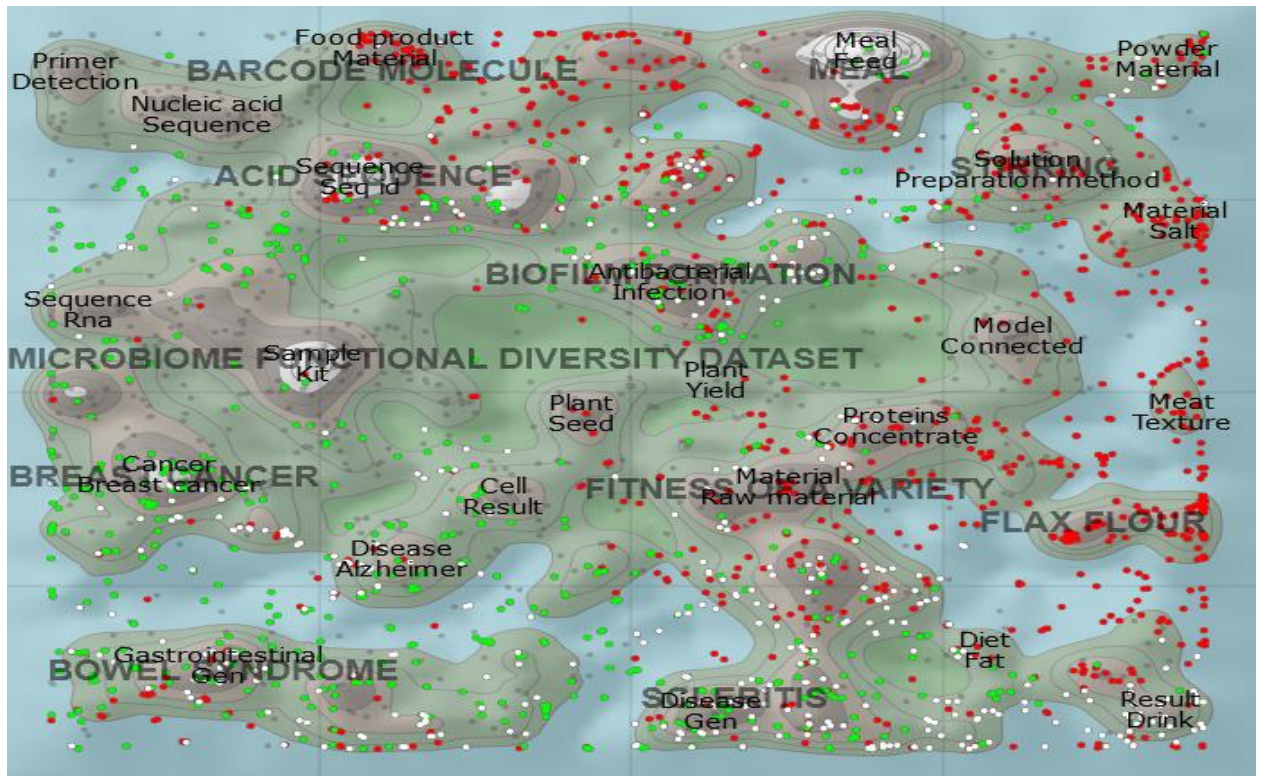 Food product
Material
Primer
Detection
BARCODE MOLECULE
Nucleic acid
Sequence
Meal
Feed
MEAL
Powder
Material
Sequence
Seq id
ACID SEQUENCE
Solution
Preparation method
Material
Salt
BIOFILM FORMATION
Antibacterial
Infection
Sequence
Rna
Model
Connected
MICROBIOME FUNCTIONAL DIVERSITY DATASET
Sample
Kit
Plant
Yield
Plant
Seed
Proteins
Concentrate
Meat
Texture
BREAST CANCER
Cancer
Breast cancer
Cell
Result
Material
Raw material
FITNESS OF A VARIETY
FLAX FLOUR
Disease
Alzheimer
Gastrointestinal
Gen
BOWEL SYNDROME
Diet
Fat
Disease
Gen
Result
Drink